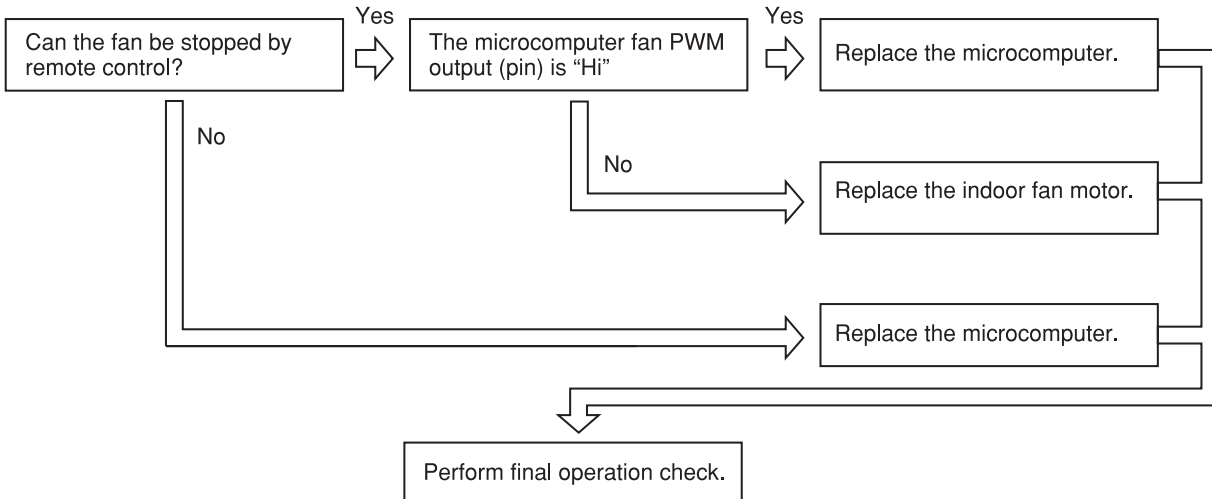 Yes
Yes
Can the fan be stopped by
remote control?
The microcomputer fan PWM
output (pin) is “Hi”
Replace the microcomputer.
No
No
Replace the indoor fan motor.
Replace the microcomputer.
Perform final operation check.